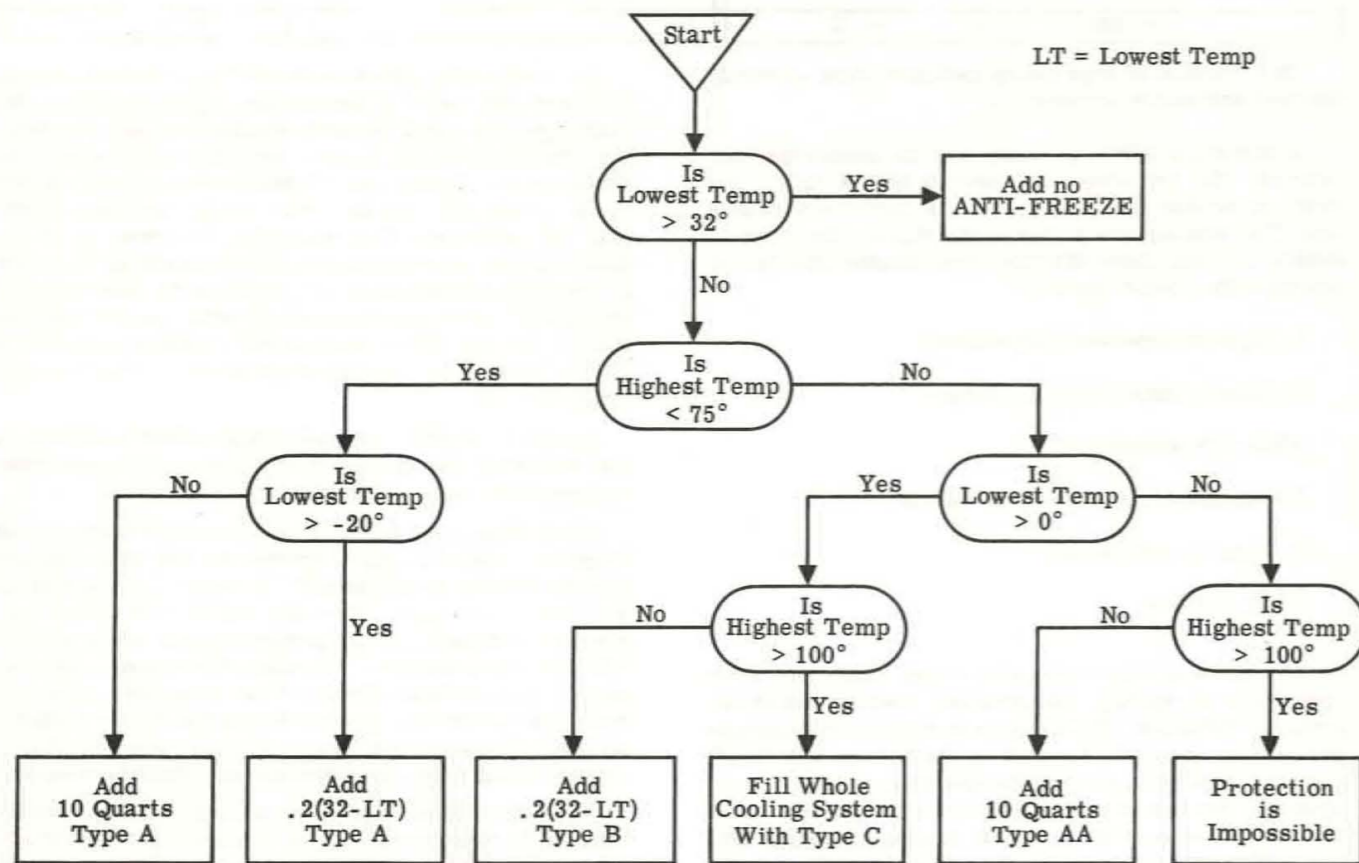 Start
LT = Lowest Temp
Is
Lowest Temp
> 32°
Yes
Add no
ANTI-FREEZE
No
Is
Highest Temp
< 75°
Yes
No
Is
Lowest Temp
> -20°
No
Yes
Is
Lowest Temp
> 0°
Yes
No
Is
Highest Temp
> 100°
No
Yes
Is
Highest Temp
> 100°
No
Yes
Add
10 Quarts
Type A
Add
.2(32-LT)
Type A
Add
.2(32-LT)
Type B
Fill Whole
Cooling System
With Type C
Add
10 Quarts
Type AA
Protection
is
Impossible